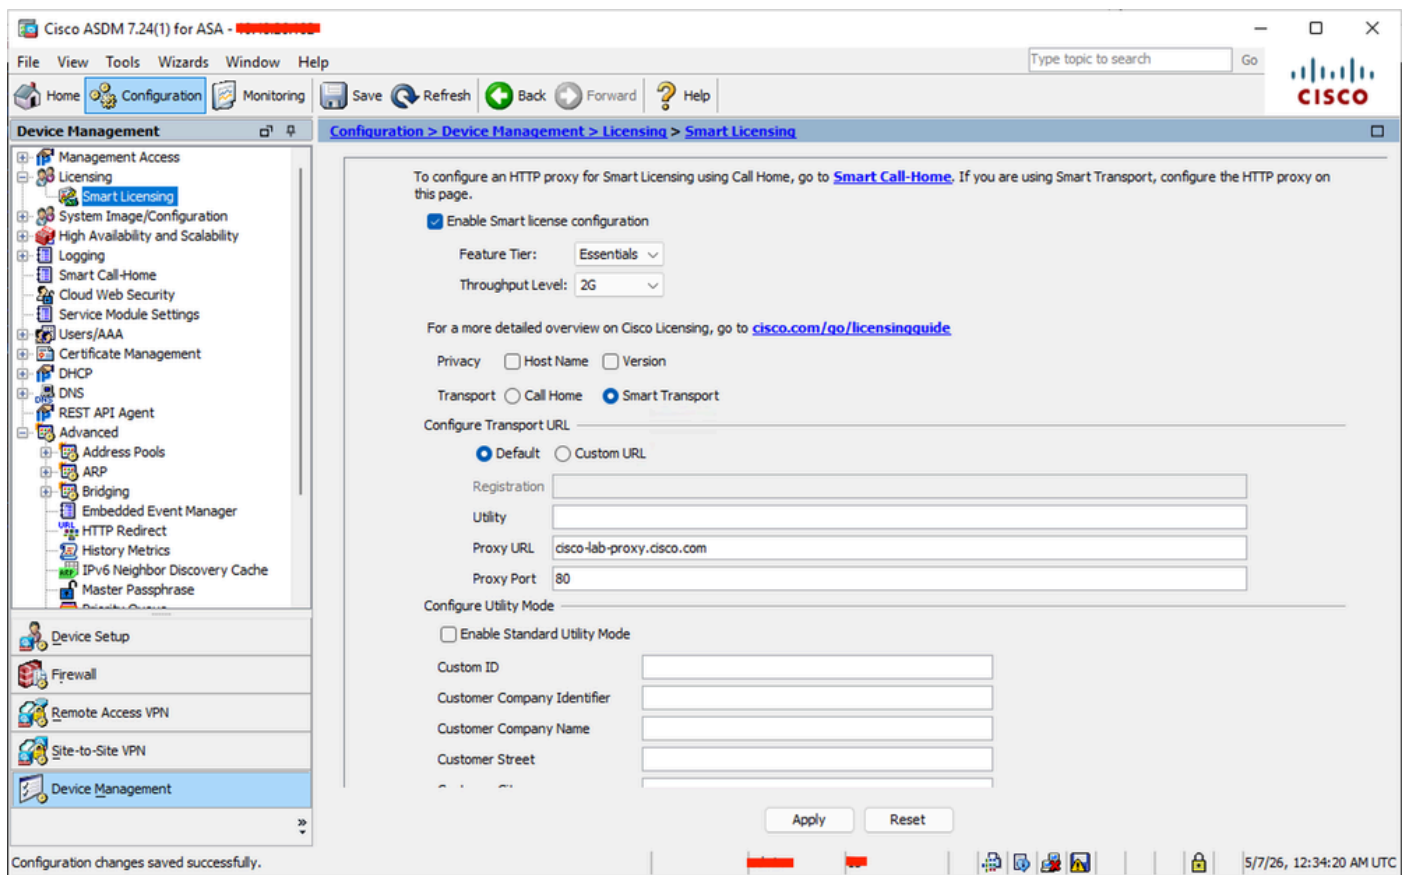 Cisco ASDM 7.24(1) for ASA -
File View Tools Wizards Window Help
Type topic to search Go
Home Configuration Monitoring Save Refresh Back Forward Help
CISCO
Device Management
Configuration > Device Management > Licensing > Smart Licensing
Management Access
Licensing
Smart Licensing
System Image/Configuration
High Availability and Scalability
Logging
Smart Call-Home
Cloud Web Security
Service Module Settings
Users/AAA
Certificate Management
DHCP
DNS
REST API Agent
Advanced
Address Pools
ARP
Bridging
Embedded Event Manager
HTTP Redirect
History Metrics
IPv6 Neighbor Discovery Cache
Master Passphrase
Priority Queue
Device Setup
Firewall
Remote Access VPN
Site-to-Site VPN
Device Management
To configure an HTTP proxy for Smart Licensing using Call Home, go to Smart Call-Home. If you are using Smart Transport, configure the HTTP proxy on
this page.
Enable Smart license configuration
Feature Tier: Essentials
Throughput Level: 2G
For a more detailed overview on Cisco Licensing, go to cisco.com/go/licensingguide
Privacy Host Name Version
Transport Call Home Smart Transport
Configure Transport URL
Default Custom URL
Registration
Utility
Proxy URL cisco-lab-proxy.cisco.com
Proxy Port 80
Configure Utility Mode
Enable Standard Utility Mode
Custom ID
Customer Company Identifier
Customer Company Name
Customer Street
Apply Reset
Configuration changes saved successfully.
5/7/26, 12:34:20 AM UTC